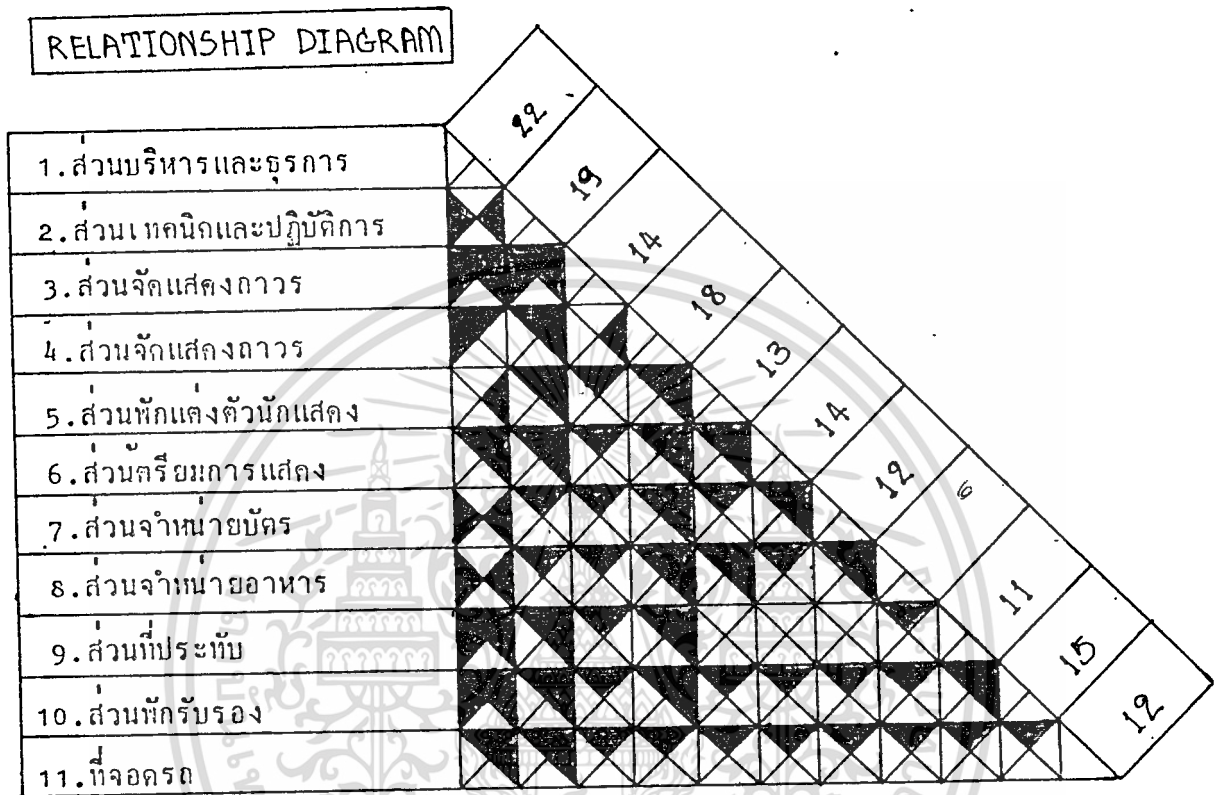 RELATIONSHIP DIAGRAM
1.ส่วนบริหารและธุรการ
2.ส่วนเทคนิกและปฏิบัติการ
3.ส่วนจัดแสดงถาวร
4.ส่วนจักแสดงถาวร
5.ส่วนพักแต่งตัวนักแสดง
6.ส่วนตรียมการแสดง
7.ส่วนจำหน่ายบัตร
8.ส่วนจำหน่ายอาหาร
9.ส่วนที่ประทับ
10.ส่วนพักรับรอง
11.ที่จอดรถ
22
19
14
18
13
14
12
6
11
15
12